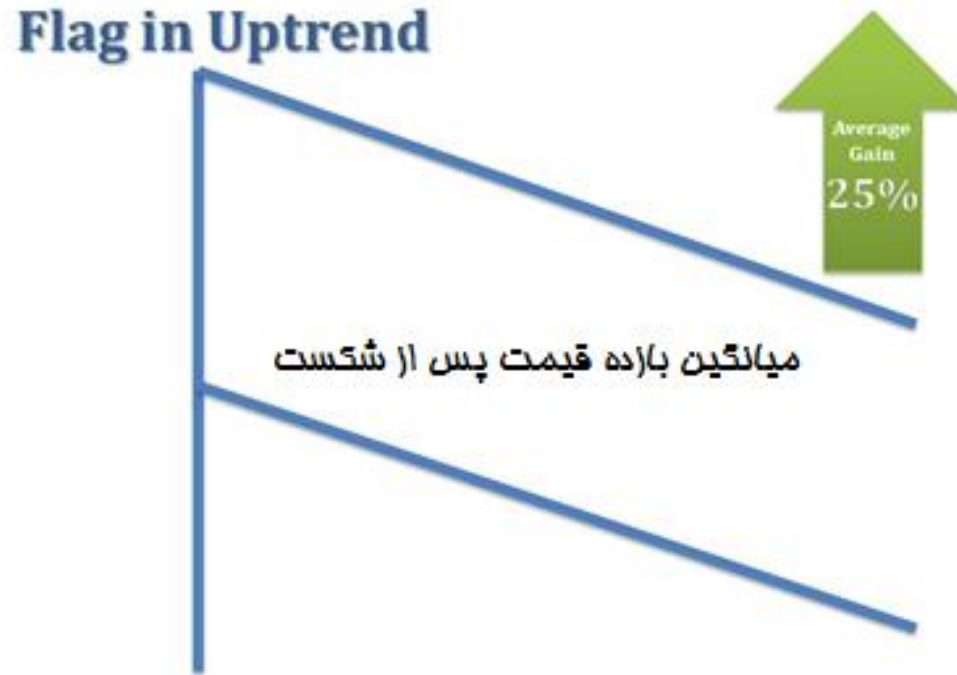 Flag in Uptrend
Average
Gain
25%
میانگین بازده قیمت پس از شکست